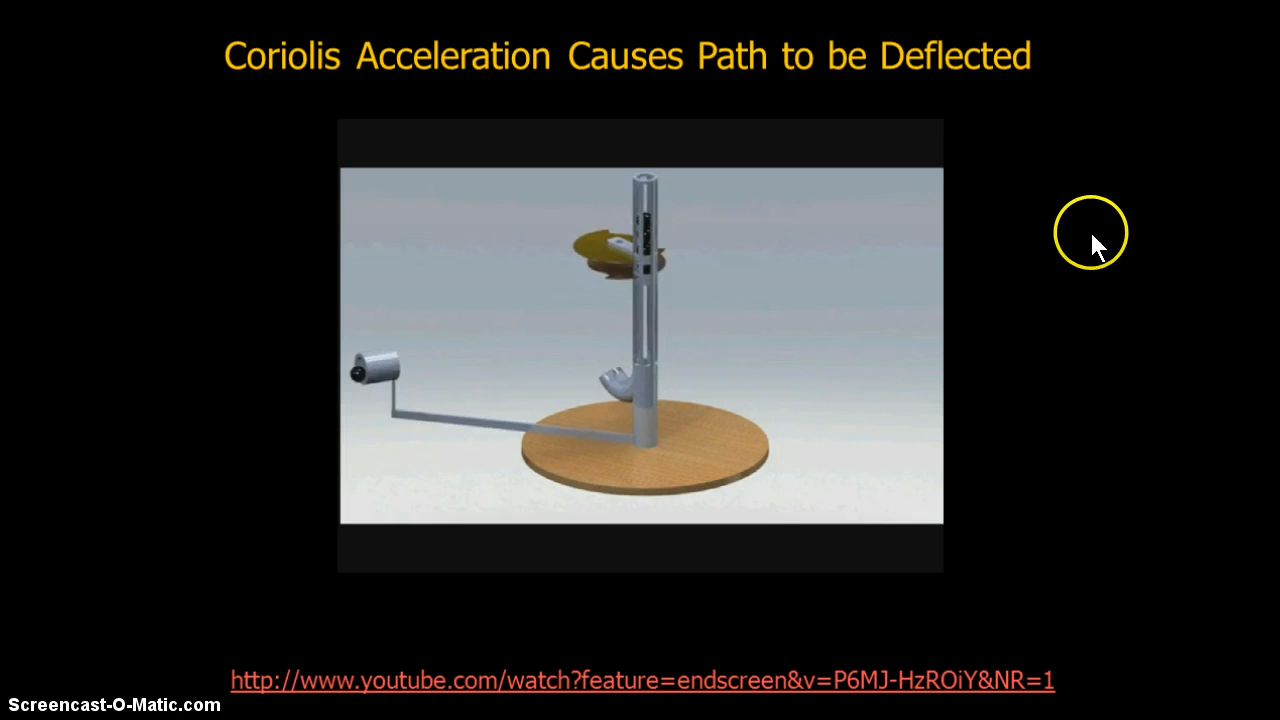 Coriolis Acceleration Causes Path to be Deflected
http://www.youtube.com/watch?feature=endscreen&v=P6MJ-HzROiY&NR=1
Screencast-O-Matic.com